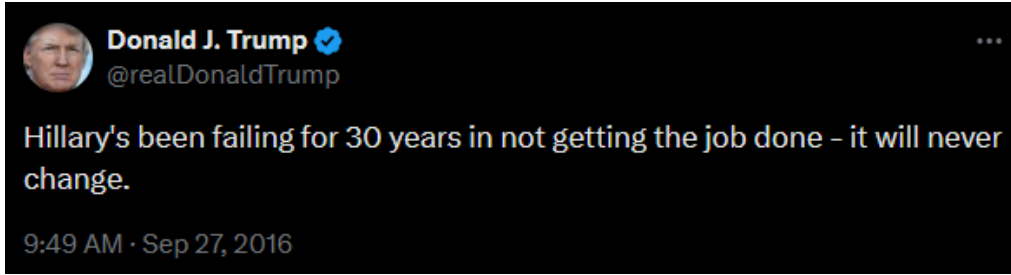 Donald J. Trump
@realDonaldTrump
Hillary's been failing for 30 years in not getting the job done – it will never
change.
9:49 AM · Sep 27, 2016